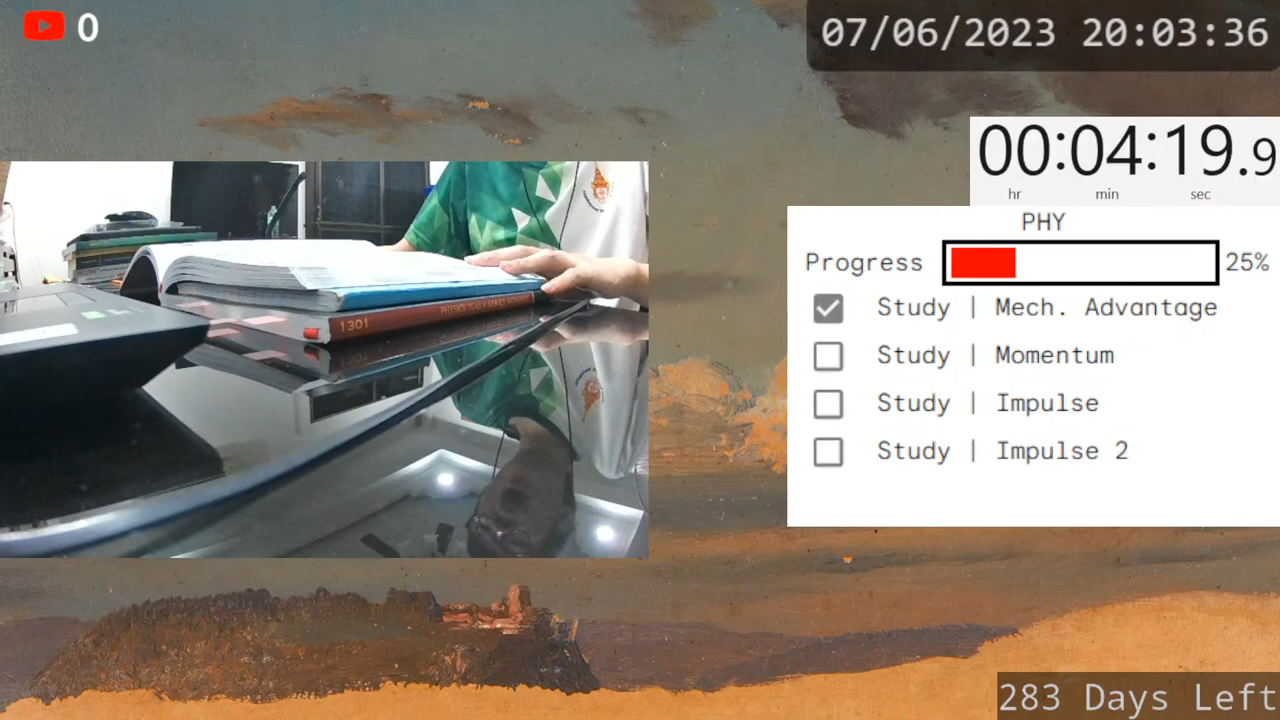 0
07/06/2023 20:03:36
00:04:19.9
hr min sec
PHY
Progress 25%
Study | Mech. Advantage
Study | Momentum
Study | Impulse
Study | Impulse 2
1301
283 Days Left